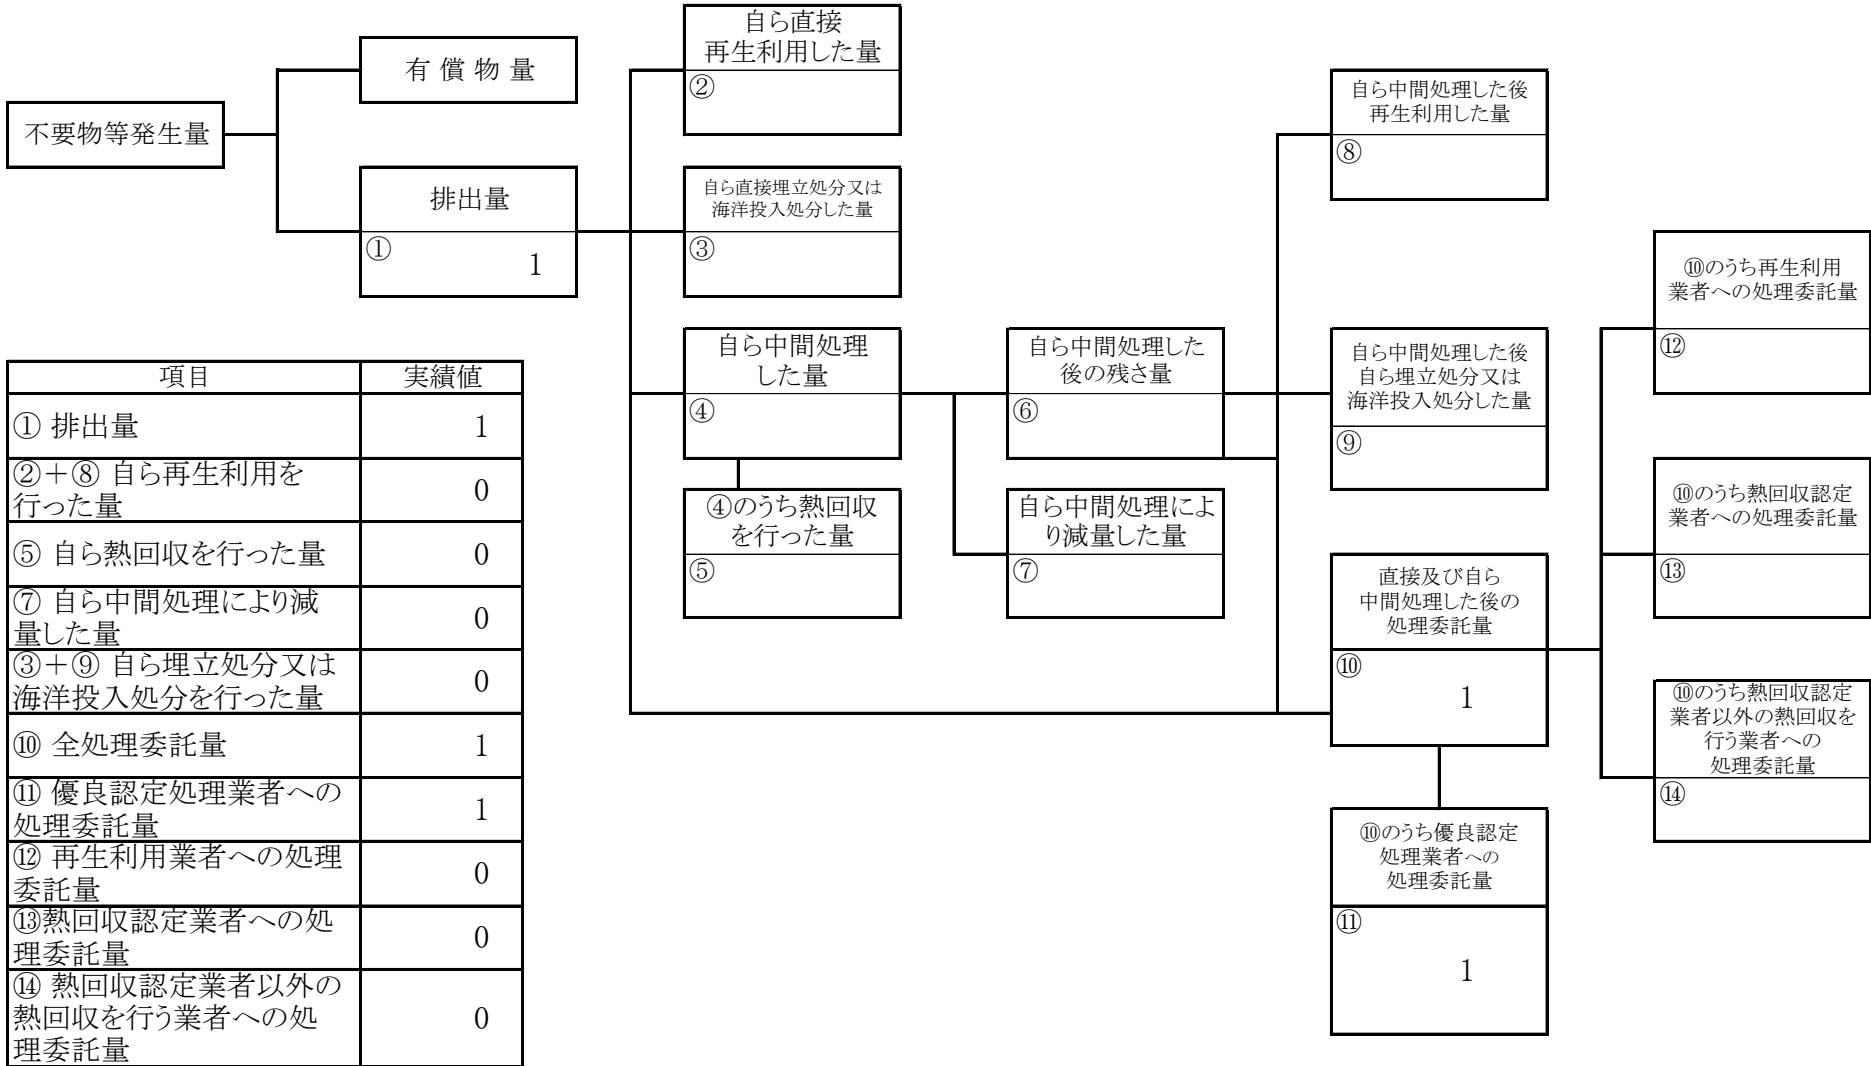 不要物等発生量
有 償 物 量
排出量
①
1
自ら直接
再生利用した量
②
自ら直接埋立処分又は
海洋投入処分した量
③
自ら中間処理
した量
④
④のうち熱回収
を行った量
⑤
自ら中間処理した
後の残さ量
⑥
自ら中間処理によ
り減量した量
⑦
自ら中間処理した後
再生利用した量
⑧
自ら中間処理した後
自ら埋立処分又は
海洋投入処分した量
⑨
直接及び自ら
中間処理した後の
処理委託量
⑩
1
⑩のうち優良認定
処理業者への
処理委託量
⑪
1
⑩のうち再生利用
業者への処理委託量
⑫
⑩のうち熱回収認定
業者への処理委託量
⑬
⑩のうち熱回収認定
業者以外の熱回収を
行う業者への
処理委託量
⑭
項目 実績値
① 排出量 1
②+⑧ 自ら再生利用を
行った量 0
⑤ 自ら熱回収を行った量 0
⑦ 自ら中間処理により減
量した量 0
③+⑨ 自ら埋立処分又は
海洋投入処分を行った量 0
⑩ 全処理委託量 1
⑪ 優良認定処理業者への
処理委託量 1
⑫ 再生利用業者への処理
委託量 0
⑬熱回収認定業者への処
理委託量 0
⑭ 熱回収認定業者以外の
熱回収を行う業者への処
理委託量 0